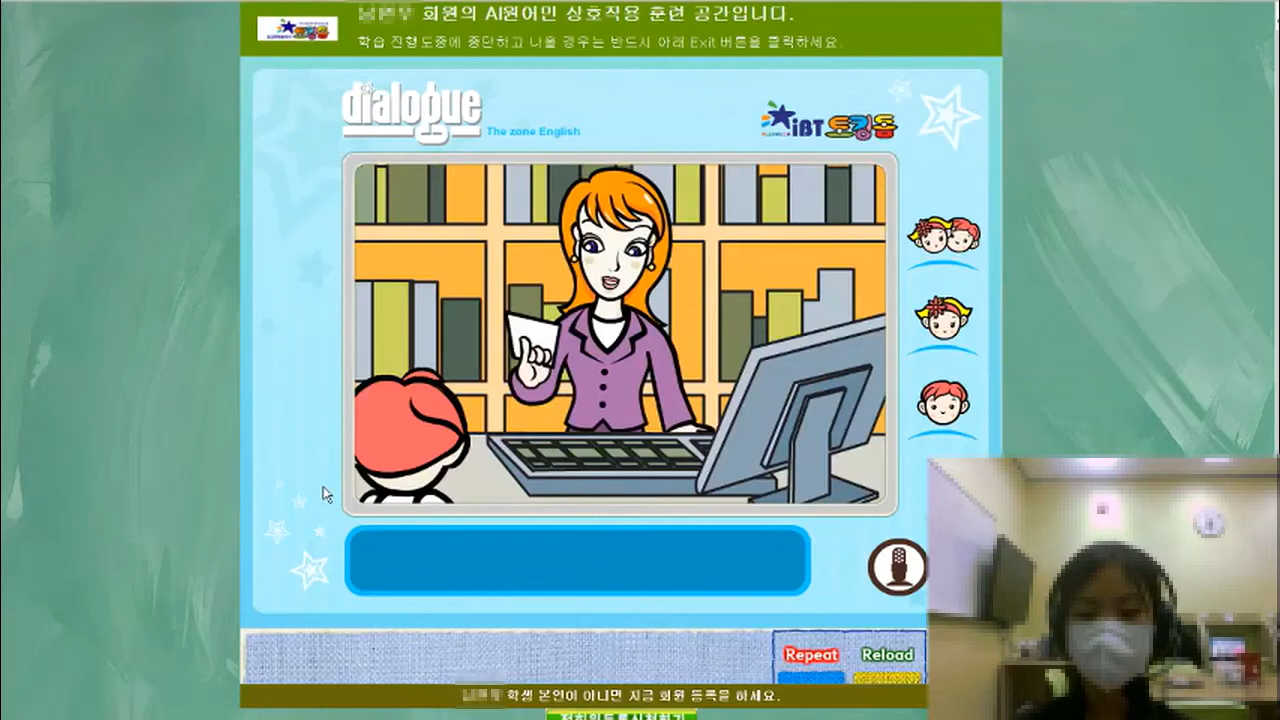 회원의 AI원어민 상호작용 훈련 공간입니다.
학습 진행도중에 중단하고 나올 경우는 반드시 아래 Exit 버튼을 클릭하세요.
dialogue
The zone English
iBT 토킹톰
Repeat
Reload
학생 본인이 아니면 지금 회원 등록을 하세요.